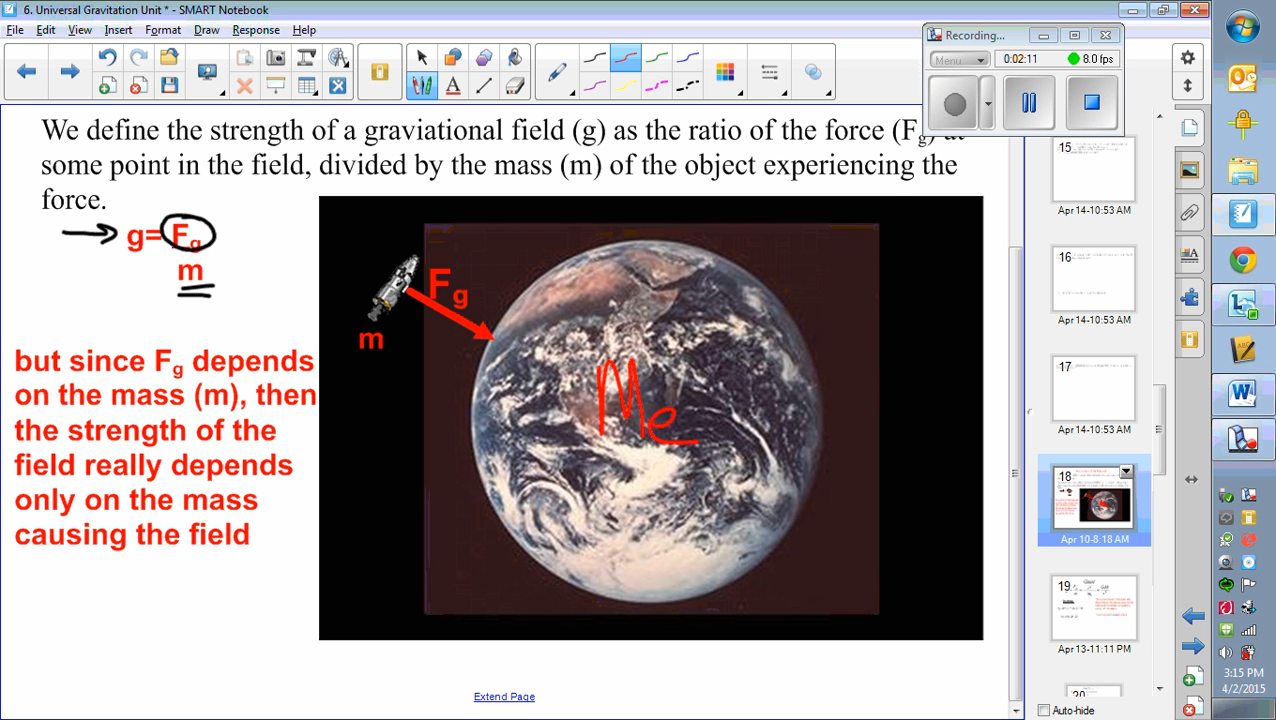 6. Universal Gravitation Unit * - SMART Notebook
File Edit View Insert Format Draw Response Help
Recording...
Menu
0:02:11
8.0 fps
We define the strength of a graviational field (g) as the ratio of the force (Fg) at
some point in the field, divided by the mass (m) of the object experiencing the
force.
g= Fg
m
but since Fg depends
on the mass (m), then
the strength of the
field really depends
only on the mass
causing the field
Fg
m
Me
Extend Page
15
Apr 14-10:53 AM
16
Apr 14-10:53 AM
17
Apr 14-10:53 AM
18
Apr 10-8:18 AM
19
Apr 13-11:11 PM
20
Auto-hide
3:15 PM
4/2/2015